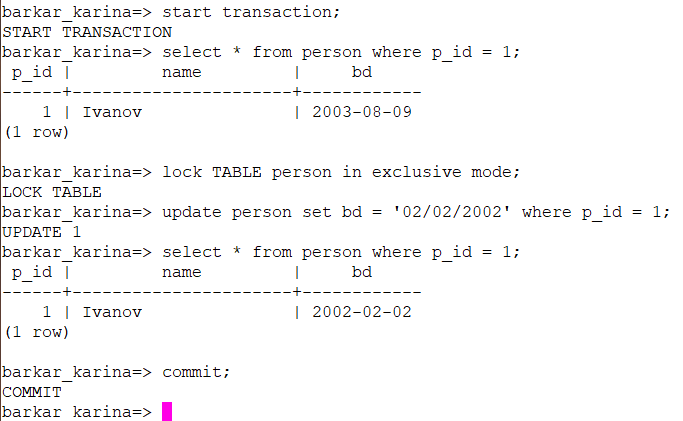 barkar_karina=> start transaction;
START TRANSACTION
barkar_karina=> select * from person where p_id = 1;
 p_id |         name         |     bd
------+----------------------+------------
    1 | Ivanov               | 2003-08-09
(1 row)

barkar_karina=> lock TABLE person in exclusive mode;
LOCK TABLE
barkar_karina=> update person set bd = '02/02/2002' where p_id = 1;
UPDATE 1
barkar_karina=> select * from person where p_id = 1;
 p_id |         name         |     bd
------+----------------------+------------
    1 | Ivanov               | 2002-02-02
(1 row)

barkar_karina=> commit;
COMMIT
barkar karina=>